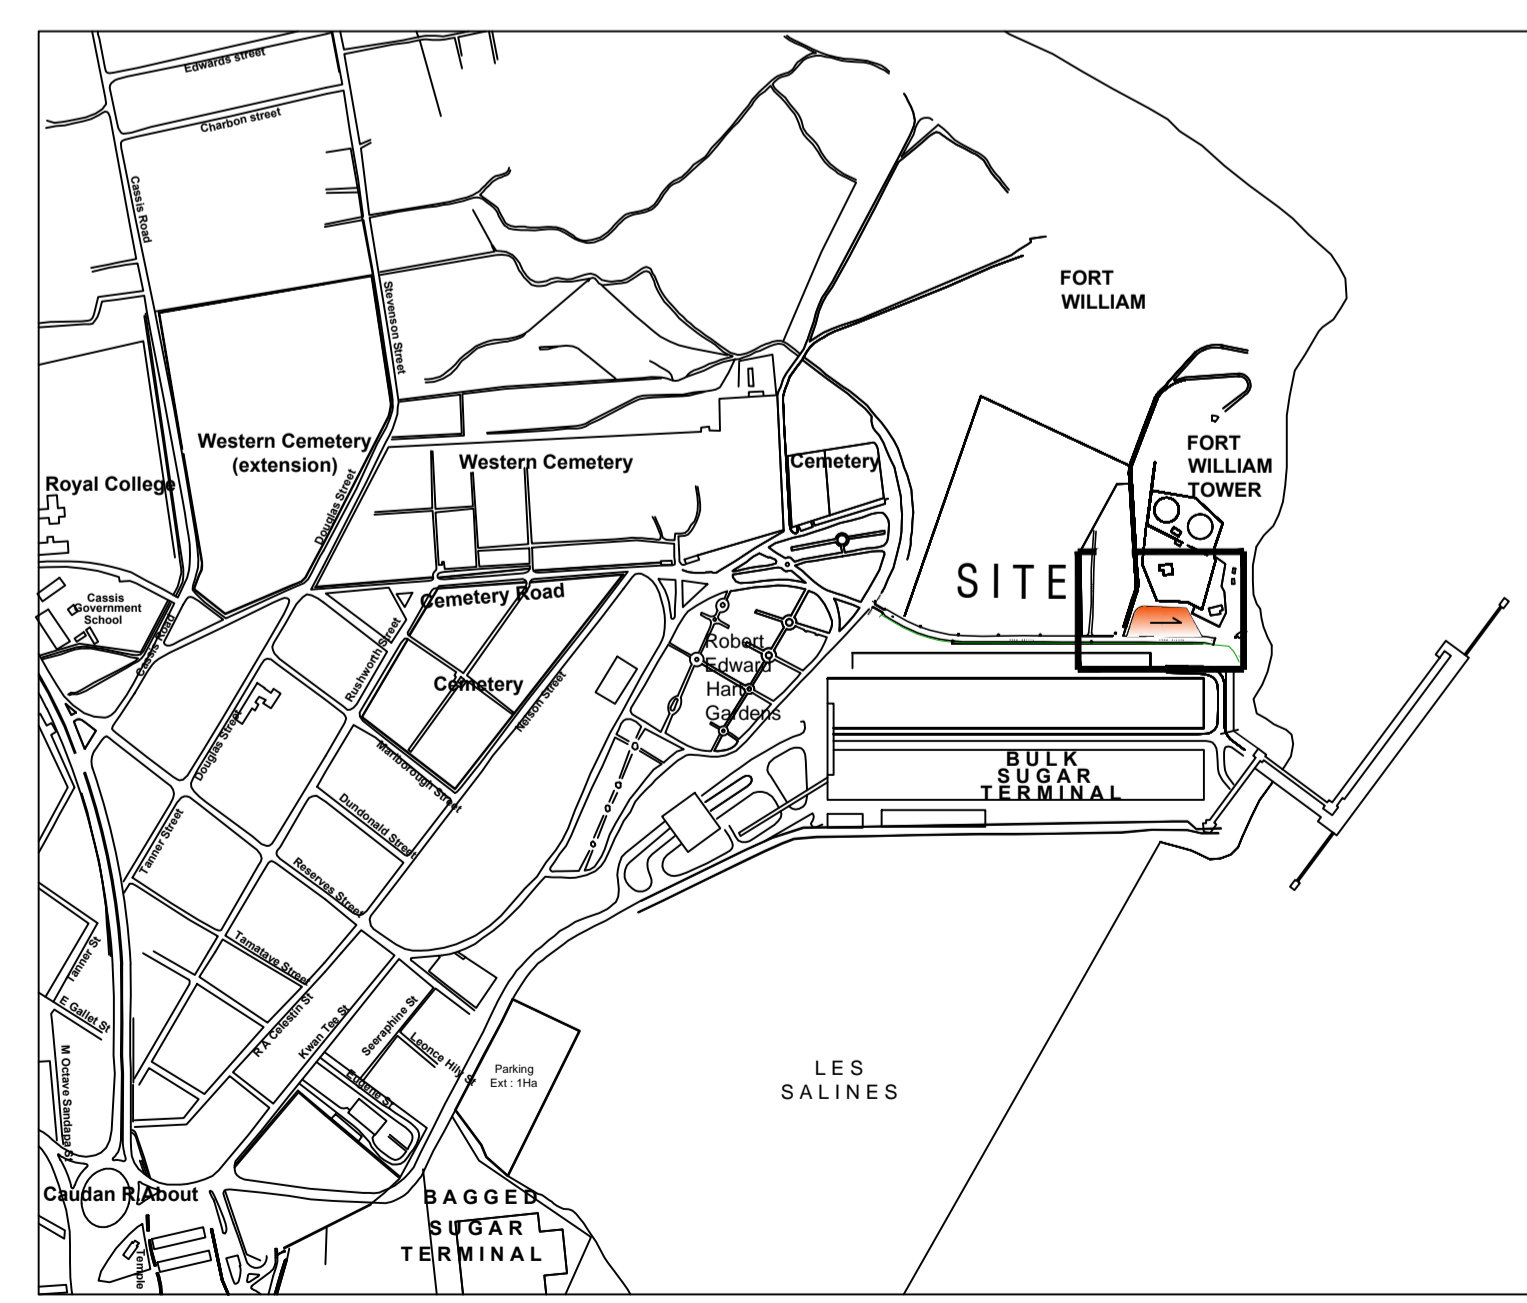 Edwards street
Charbon street
Cassis Road
Stevenson Street
FORT
WILLIAM
Western Cemetery
(extension)
Western Cemetery
Cemetery
FORT
WILLIAM
TOWER
Royal College
Douglas Street
SITE
Cassis
Government
School
Cemetery Road
Cassis Road
Rushworth Street
Robert
Edward
Hart
Gardens
Cemetery
Nelson Street
Douglas Street
Marlborough Street
BULK
SUGAR
TERMINAL
Dundonald Street
Tanner Street
Reserves Street
Tamatave Street
Tanner St
E Gallet St
R A Celestin St
Kwan Tee St
Seeraphine St
Leonce Hily St
M Octave Sandapa St
Eugene St
Parking
Ext : 1Ha
LES
SALINES
Caudan R.About
BAGGED
SUGAR
TERMINAL
Temple